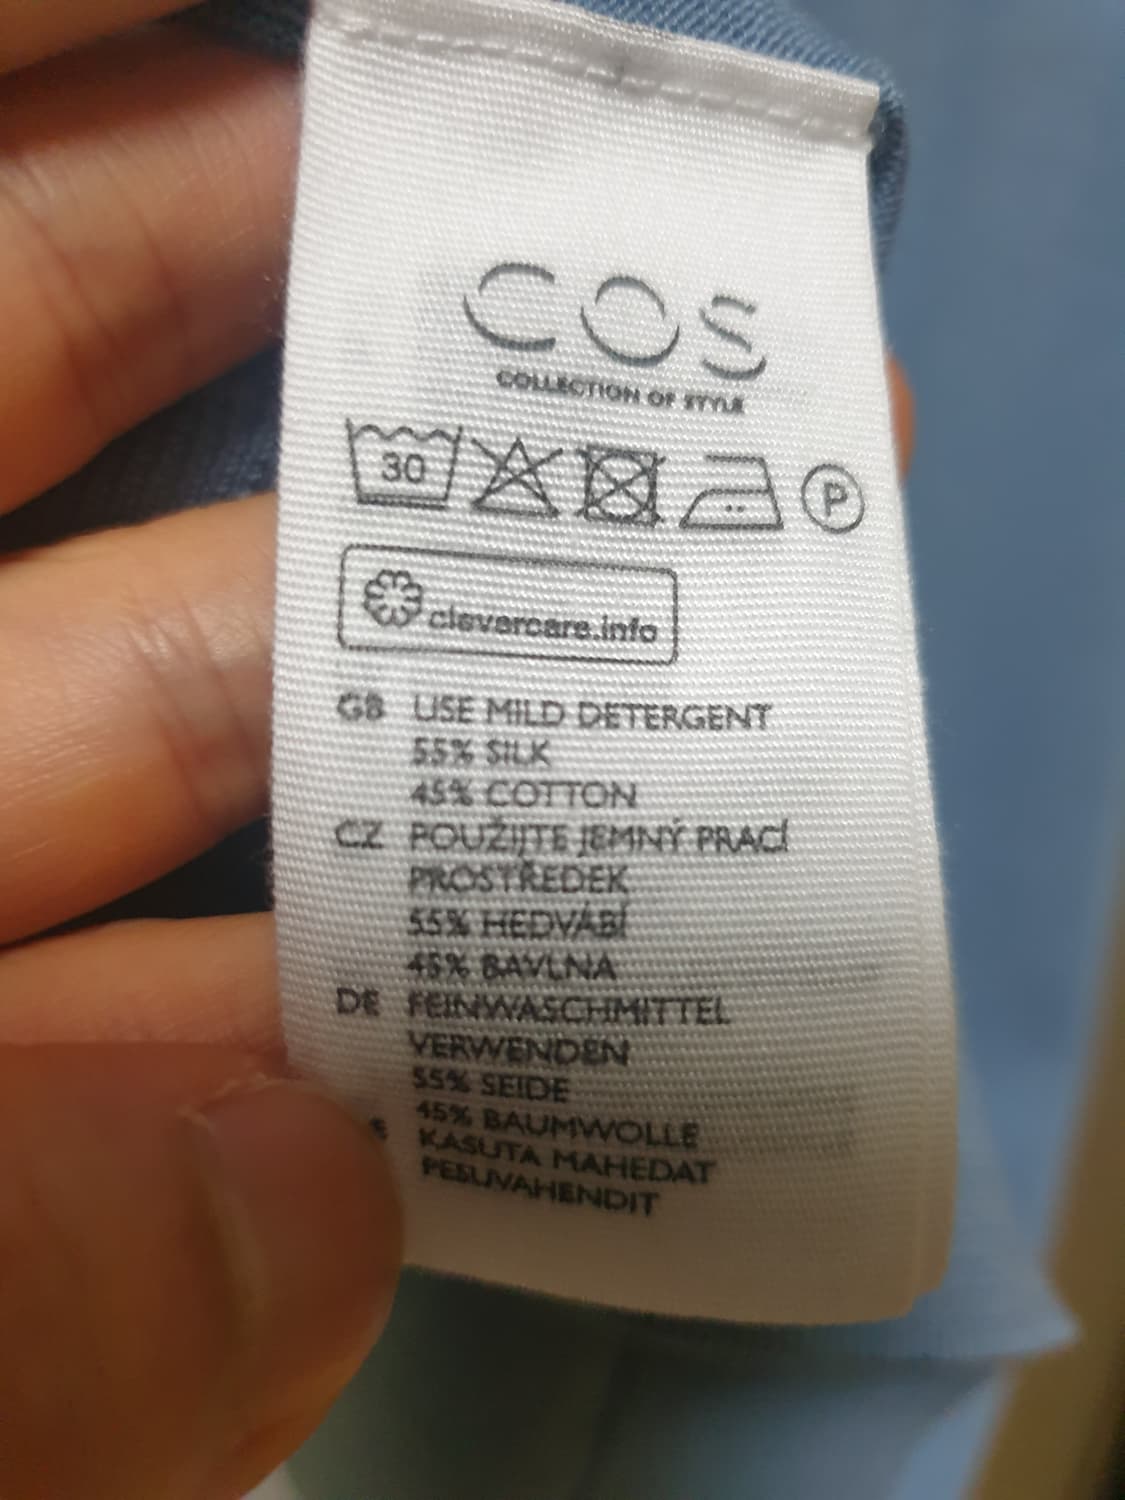 COS
COLLECTION OF STYLE
30
P
clevercare.info
GB USE MILD DETERGENT
55% SILK
45% COTTON
CZ POUŽIJTE JEMNÝ PRACÍ
PROSTŘEDEK
55% HEDVÁBÍ
45% BAVLNA
DE FEINWASCHMITTEL
VERWENDEN
55% SEIDE
45% BAUMWOLLE
KASUTA MAHEDAT
PESUVAHENDIT